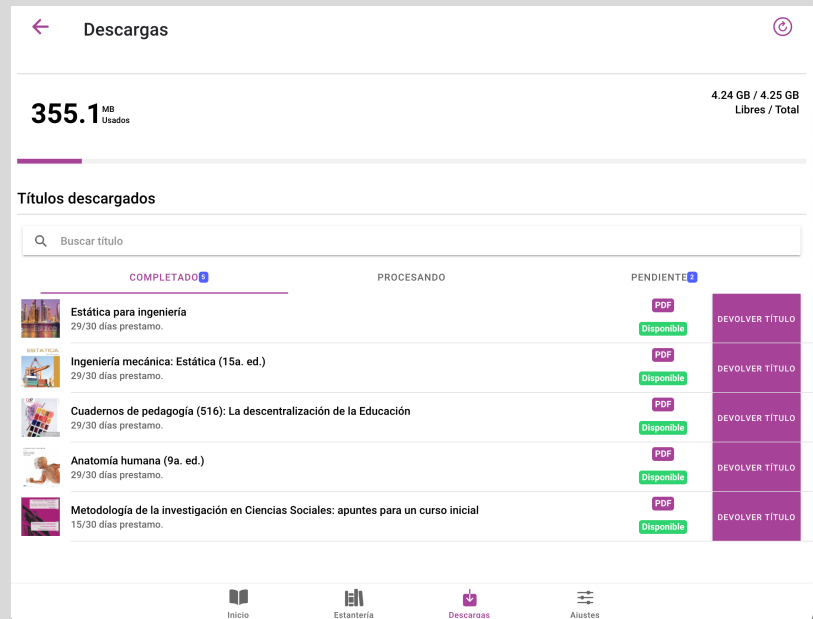 Descargas
355.1 MB Usados
4.24 GB / 4.25 GB
Libres / Total
Títulos descargados
Buscar título
COMPLETADO 5 PROCESANDO PENDIENTE 2
Estática para ingeniería
29/30 días prestamo.
PDF
Disponible
DEVOLVER TÍTULO
ESTÁTICA
Ingeniería mecánica: Estática (15a. ed.)
29/30 días prestamo.
PDF
Disponible
DEVOLVER TÍTULO
Cuadernos de pedagogía (516): La descentralización de la Educación
29/30 días prestamo.
PDF
Disponible
DEVOLVER TÍTULO
Anatomía humana (9a. ed.)
29/30 días prestamo.
PDF
Disponible
DEVOLVER TÍTULO
Metodología de la investigación en Ciencias Sociales: apuntes para un curso inicial
15/30 días prestamo.
PDF
Disponible
DEVOLVER TÍTULO
Inicio Estantería Descargas Ajustes